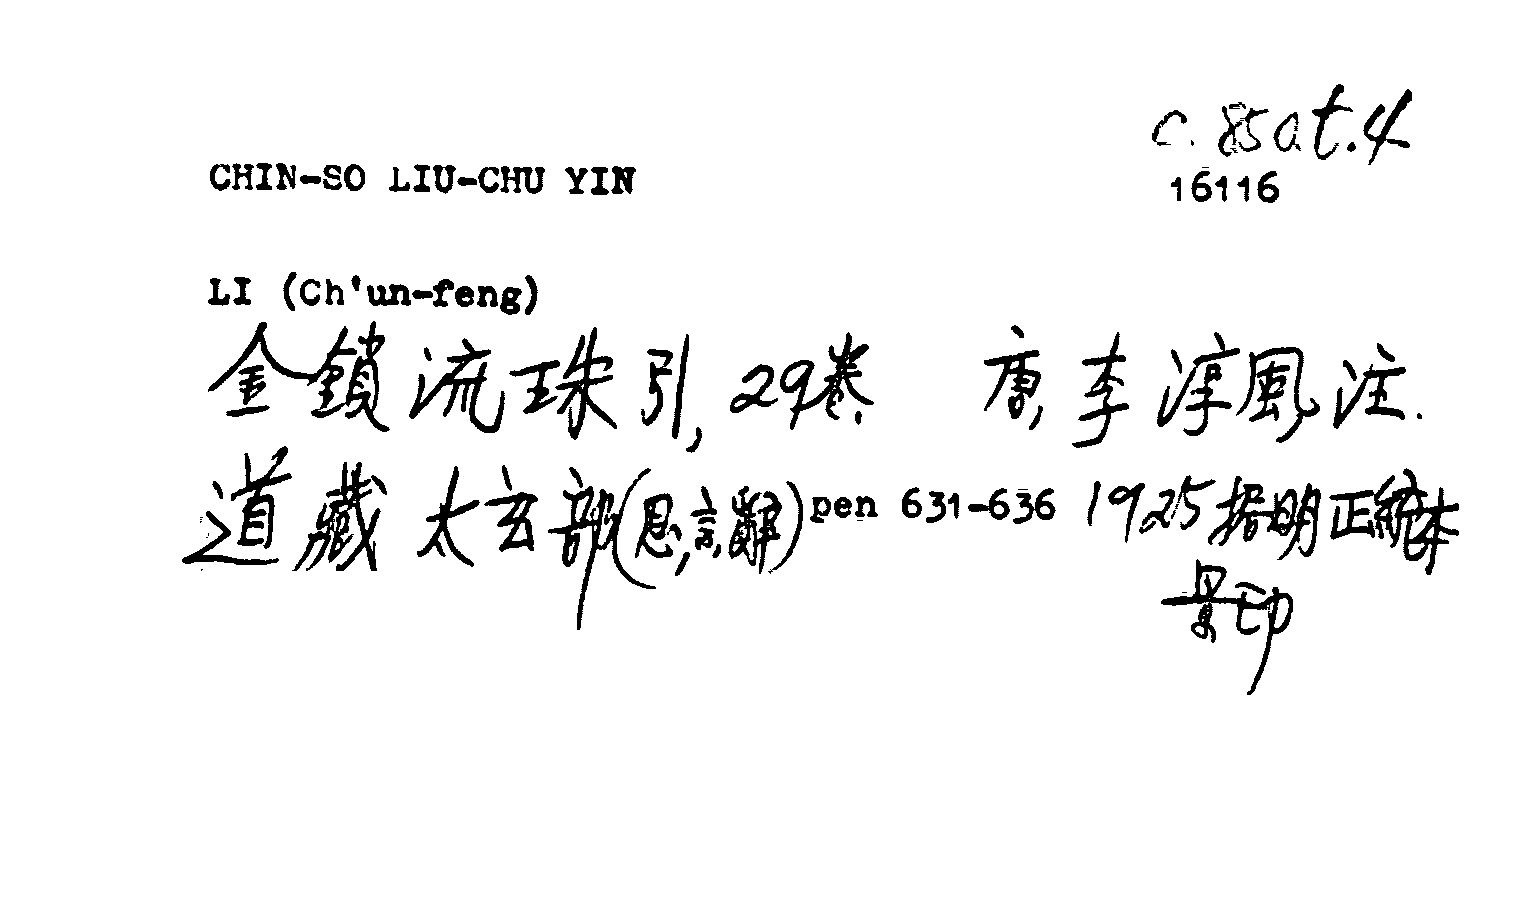 c.85a t.4
CHIN-SO LIU-CHU YIN
16116
LI (Ch'un-feng)
金鎖流珠引, 29卷. 唐, 李淳風注.
道藏 太玄部(思,言,辭) pen 631-636 1925 据明正統本
景印